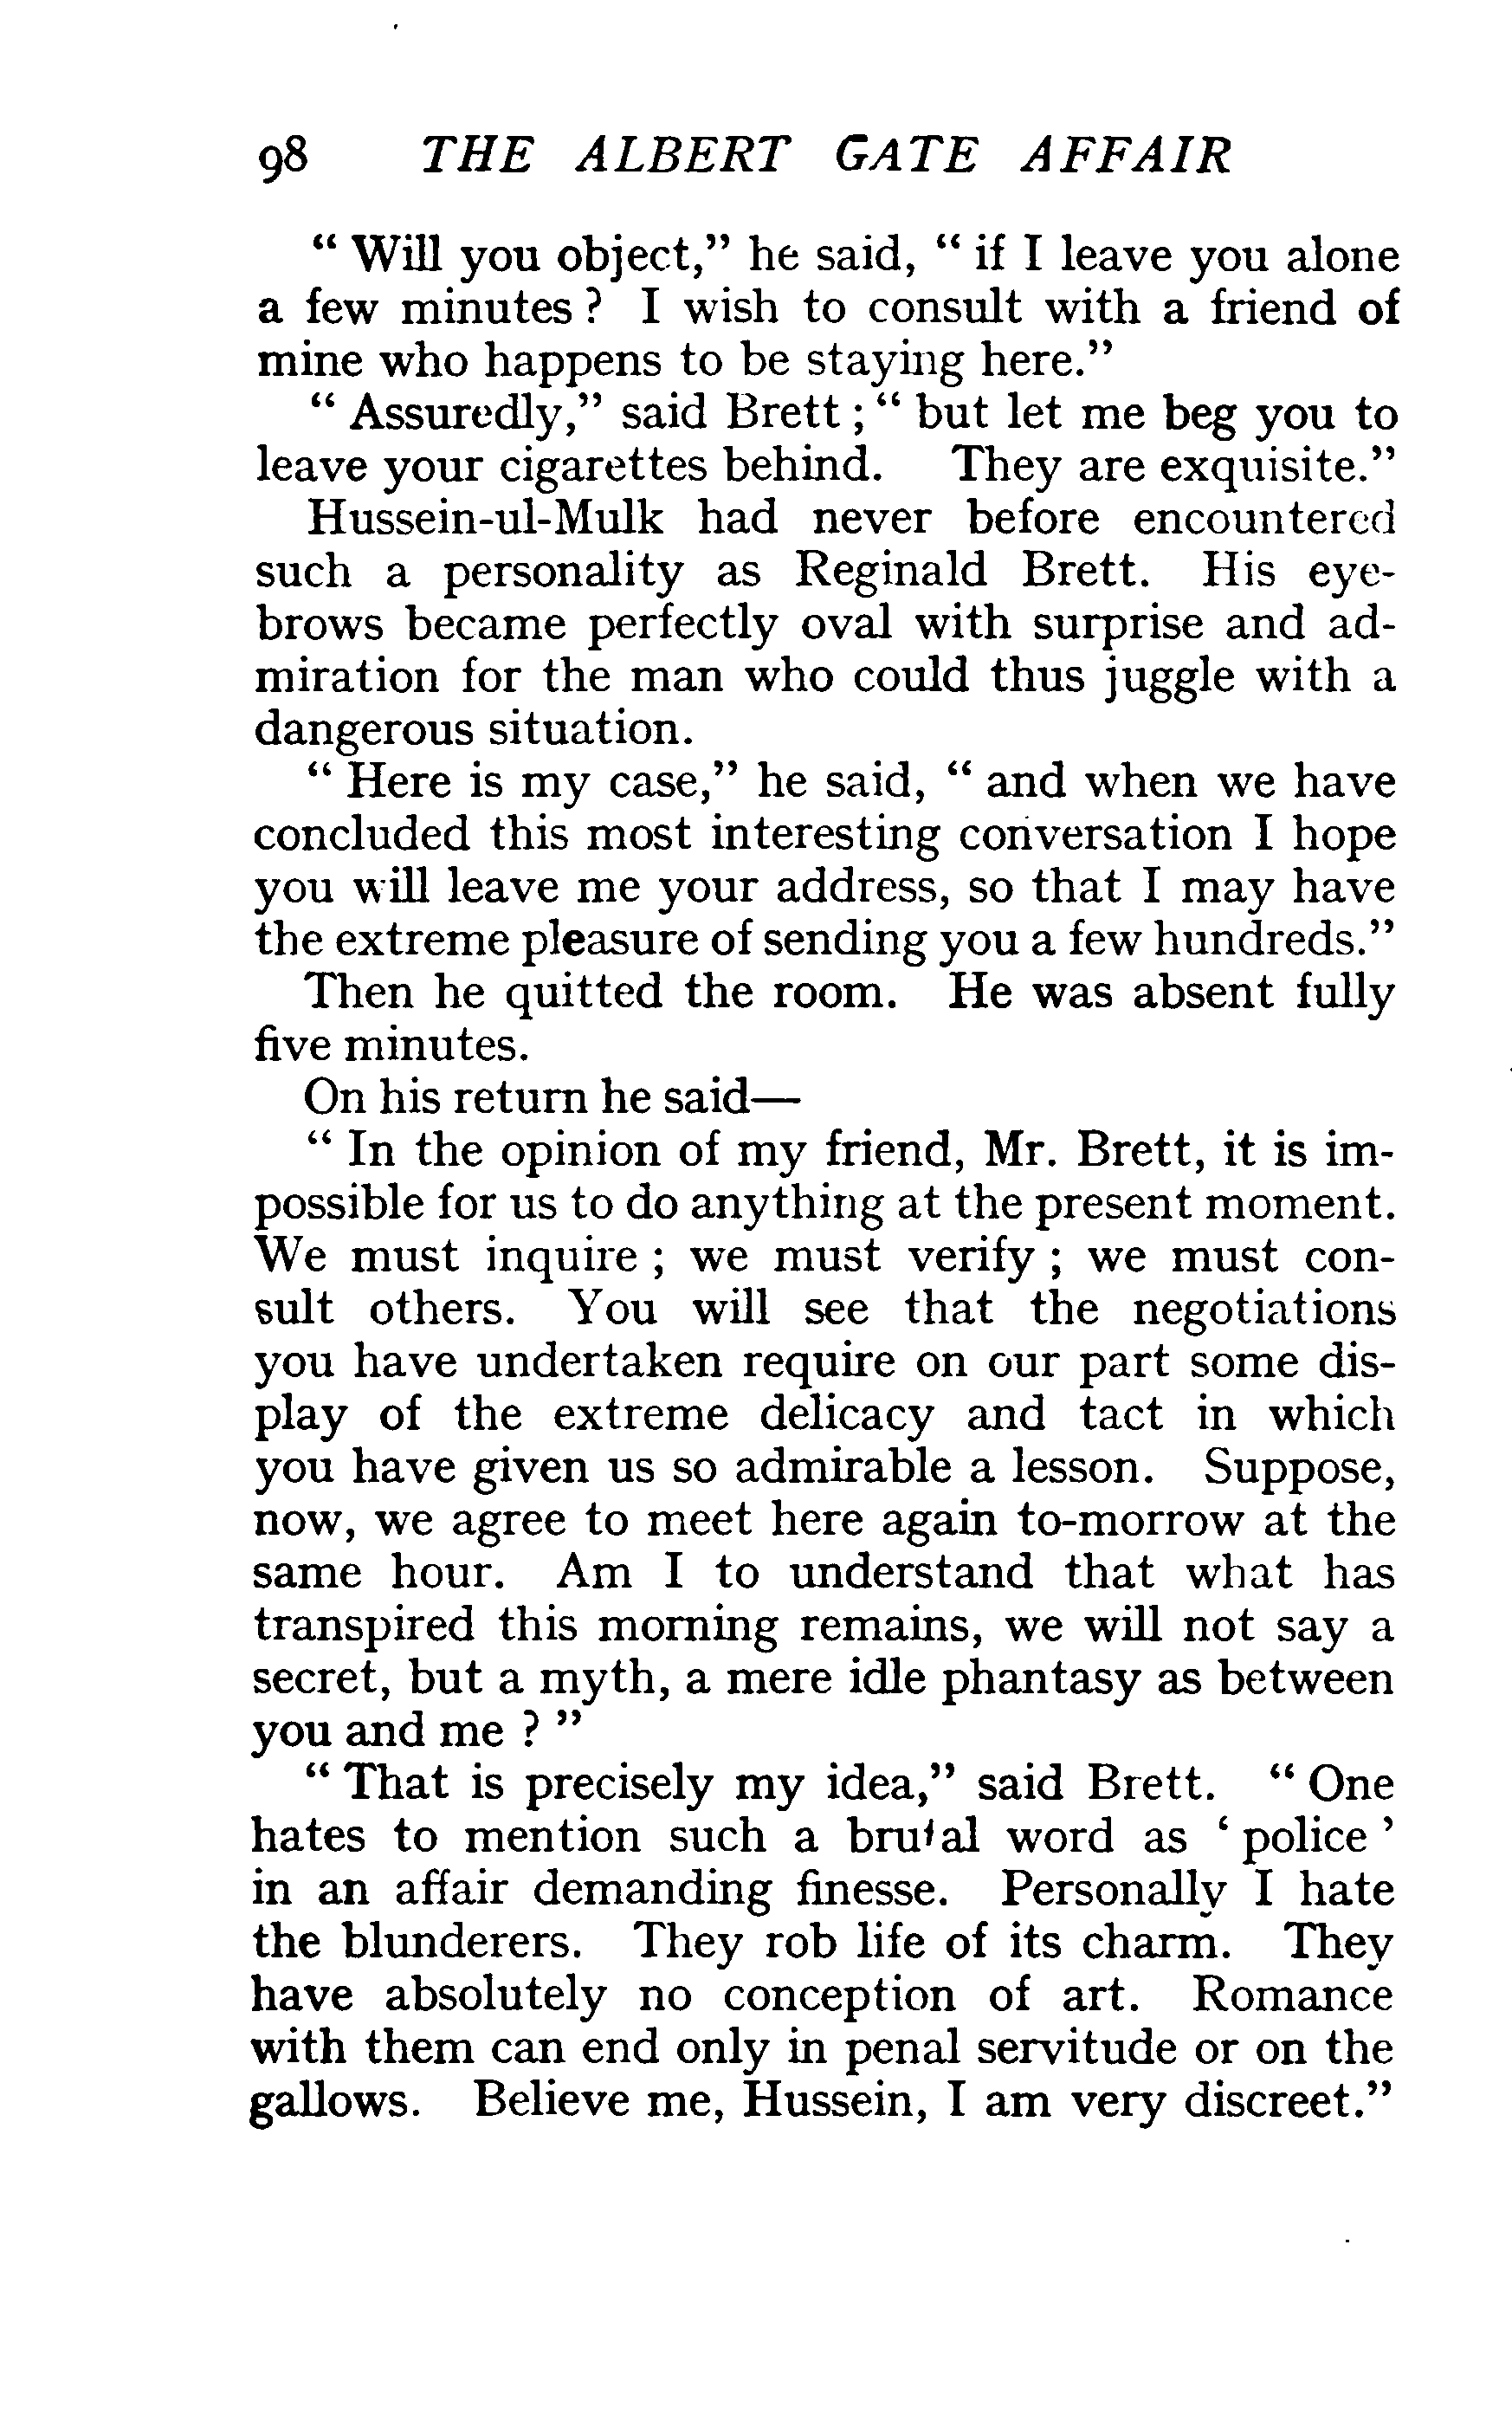 98 THE ALBERT GATE AFFAIR
“ Will you object,” he said, “ if I leave you alone
a few minutes ? I wish to consult with a friend of
mine who happens to be staying here.”
“ Assuredly,” said Brett ; “ but let me beg you to
leave your cigarettes behind. They are exquisite.”
Hussein-ul-Mulk had never before encountered
such a personality as Reginald Brett. His eye-
brows became perfectly oval with surprise and ad-
miration for the man who could thus juggle with a
dangerous situation.
“ Here is my case,” he said, “ and when we have
concluded this most interesting conversation I hope
you will leave me your address, so that I may have
the extreme pleasure of sending you a few hundreds.”
Then he quitted the room. He was absent fully
five minutes.
On his return he said—
“ In the opinion of my friend, Mr. Brett, it is im-
possible for us to do anything at the present moment.
We must inquire ; we must verify ; we must con-
sult others. You will see that the negotiations
you have undertaken require on our part some dis-
play of the extreme delicacy and tact in which
you have given us so admirable a lesson. Suppose,
now, we agree to meet here again to-morrow at the
same hour. Am I to understand that what has
transpired this morning remains, we will not say a
secret, but a myth, a mere idle phantasy as between
you and me ? ”
“ That is precisely my idea,” said Brett. “ One
hates to mention such a brutal word as ‘ police ’
in an affair demanding finesse. Personally I hate
the blunderers. They rob life of its charm. They
have absolutely no conception of art. Romance
with them can end only in penal servitude or on the
gallows. Believe me, Hussein, I am very discreet.”